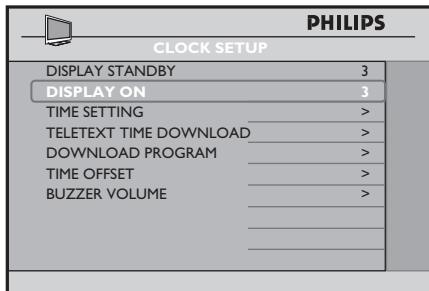 PHILIPS
CLOCK SETUP
DISPLAY STANDBY 3
DISPLAY ON 3
TIME SETTING >
TELETEXT TIME DOWNLOAD >
DOWNLOAD PROGRAM >
TIME OFFSET >
BUZZER VOLUME >